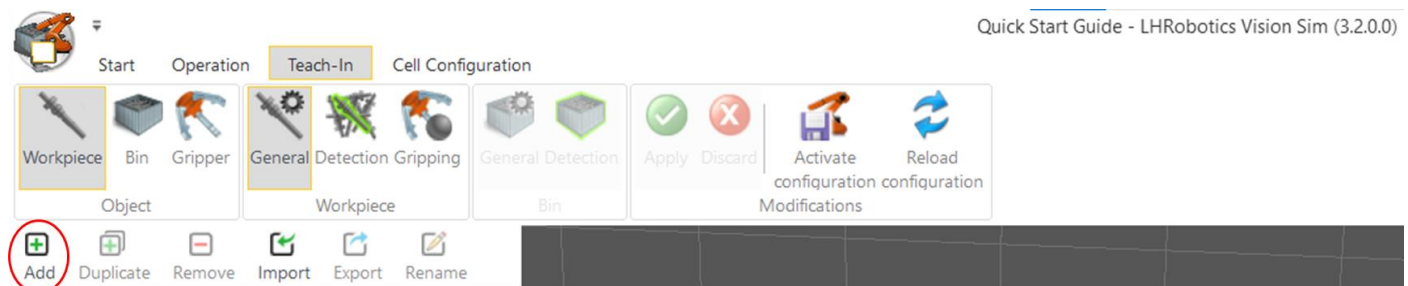 Quick Start Guide - LHRobotics Vision Sim (3.2.0.0)
Start Operation Teach-In Cell Configuration
Workpiece Bin Gripper General Detection Gripping General Detection Apply Discard Activate Reload
configuration configuration
Object Workpiece Bin Modifications
Add Duplicate Remove Import Export Rename